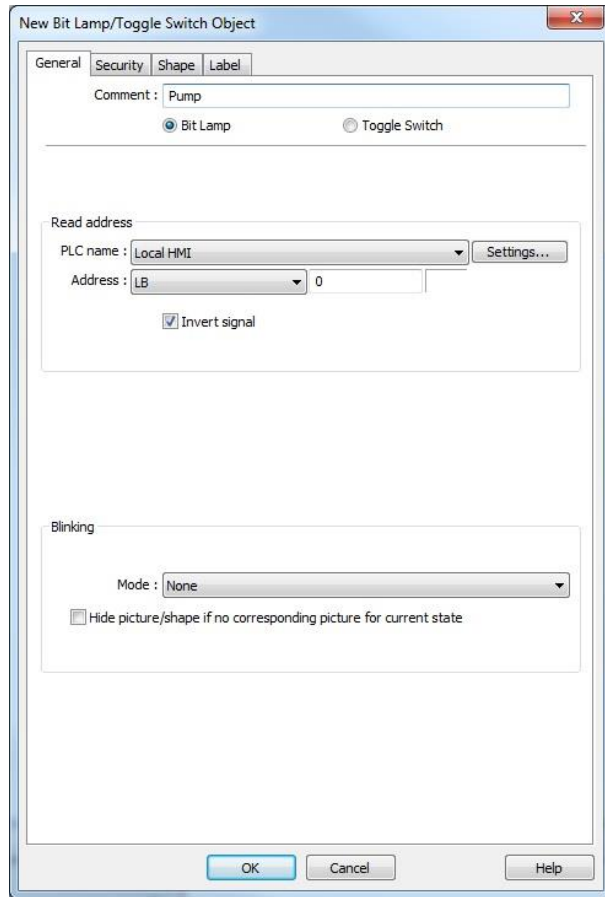 New Bit Lamp/Toggle Switch Object
General Security Shape Label
Comment : Pump
Bit Lamp Toggle Switch
Read address
PLC name : Local HMI Settings...
Address : LB 0
Invert signal
Blinking
Mode : None
Hide picture/shape if no corresponding picture for current state
OK Cancel Help